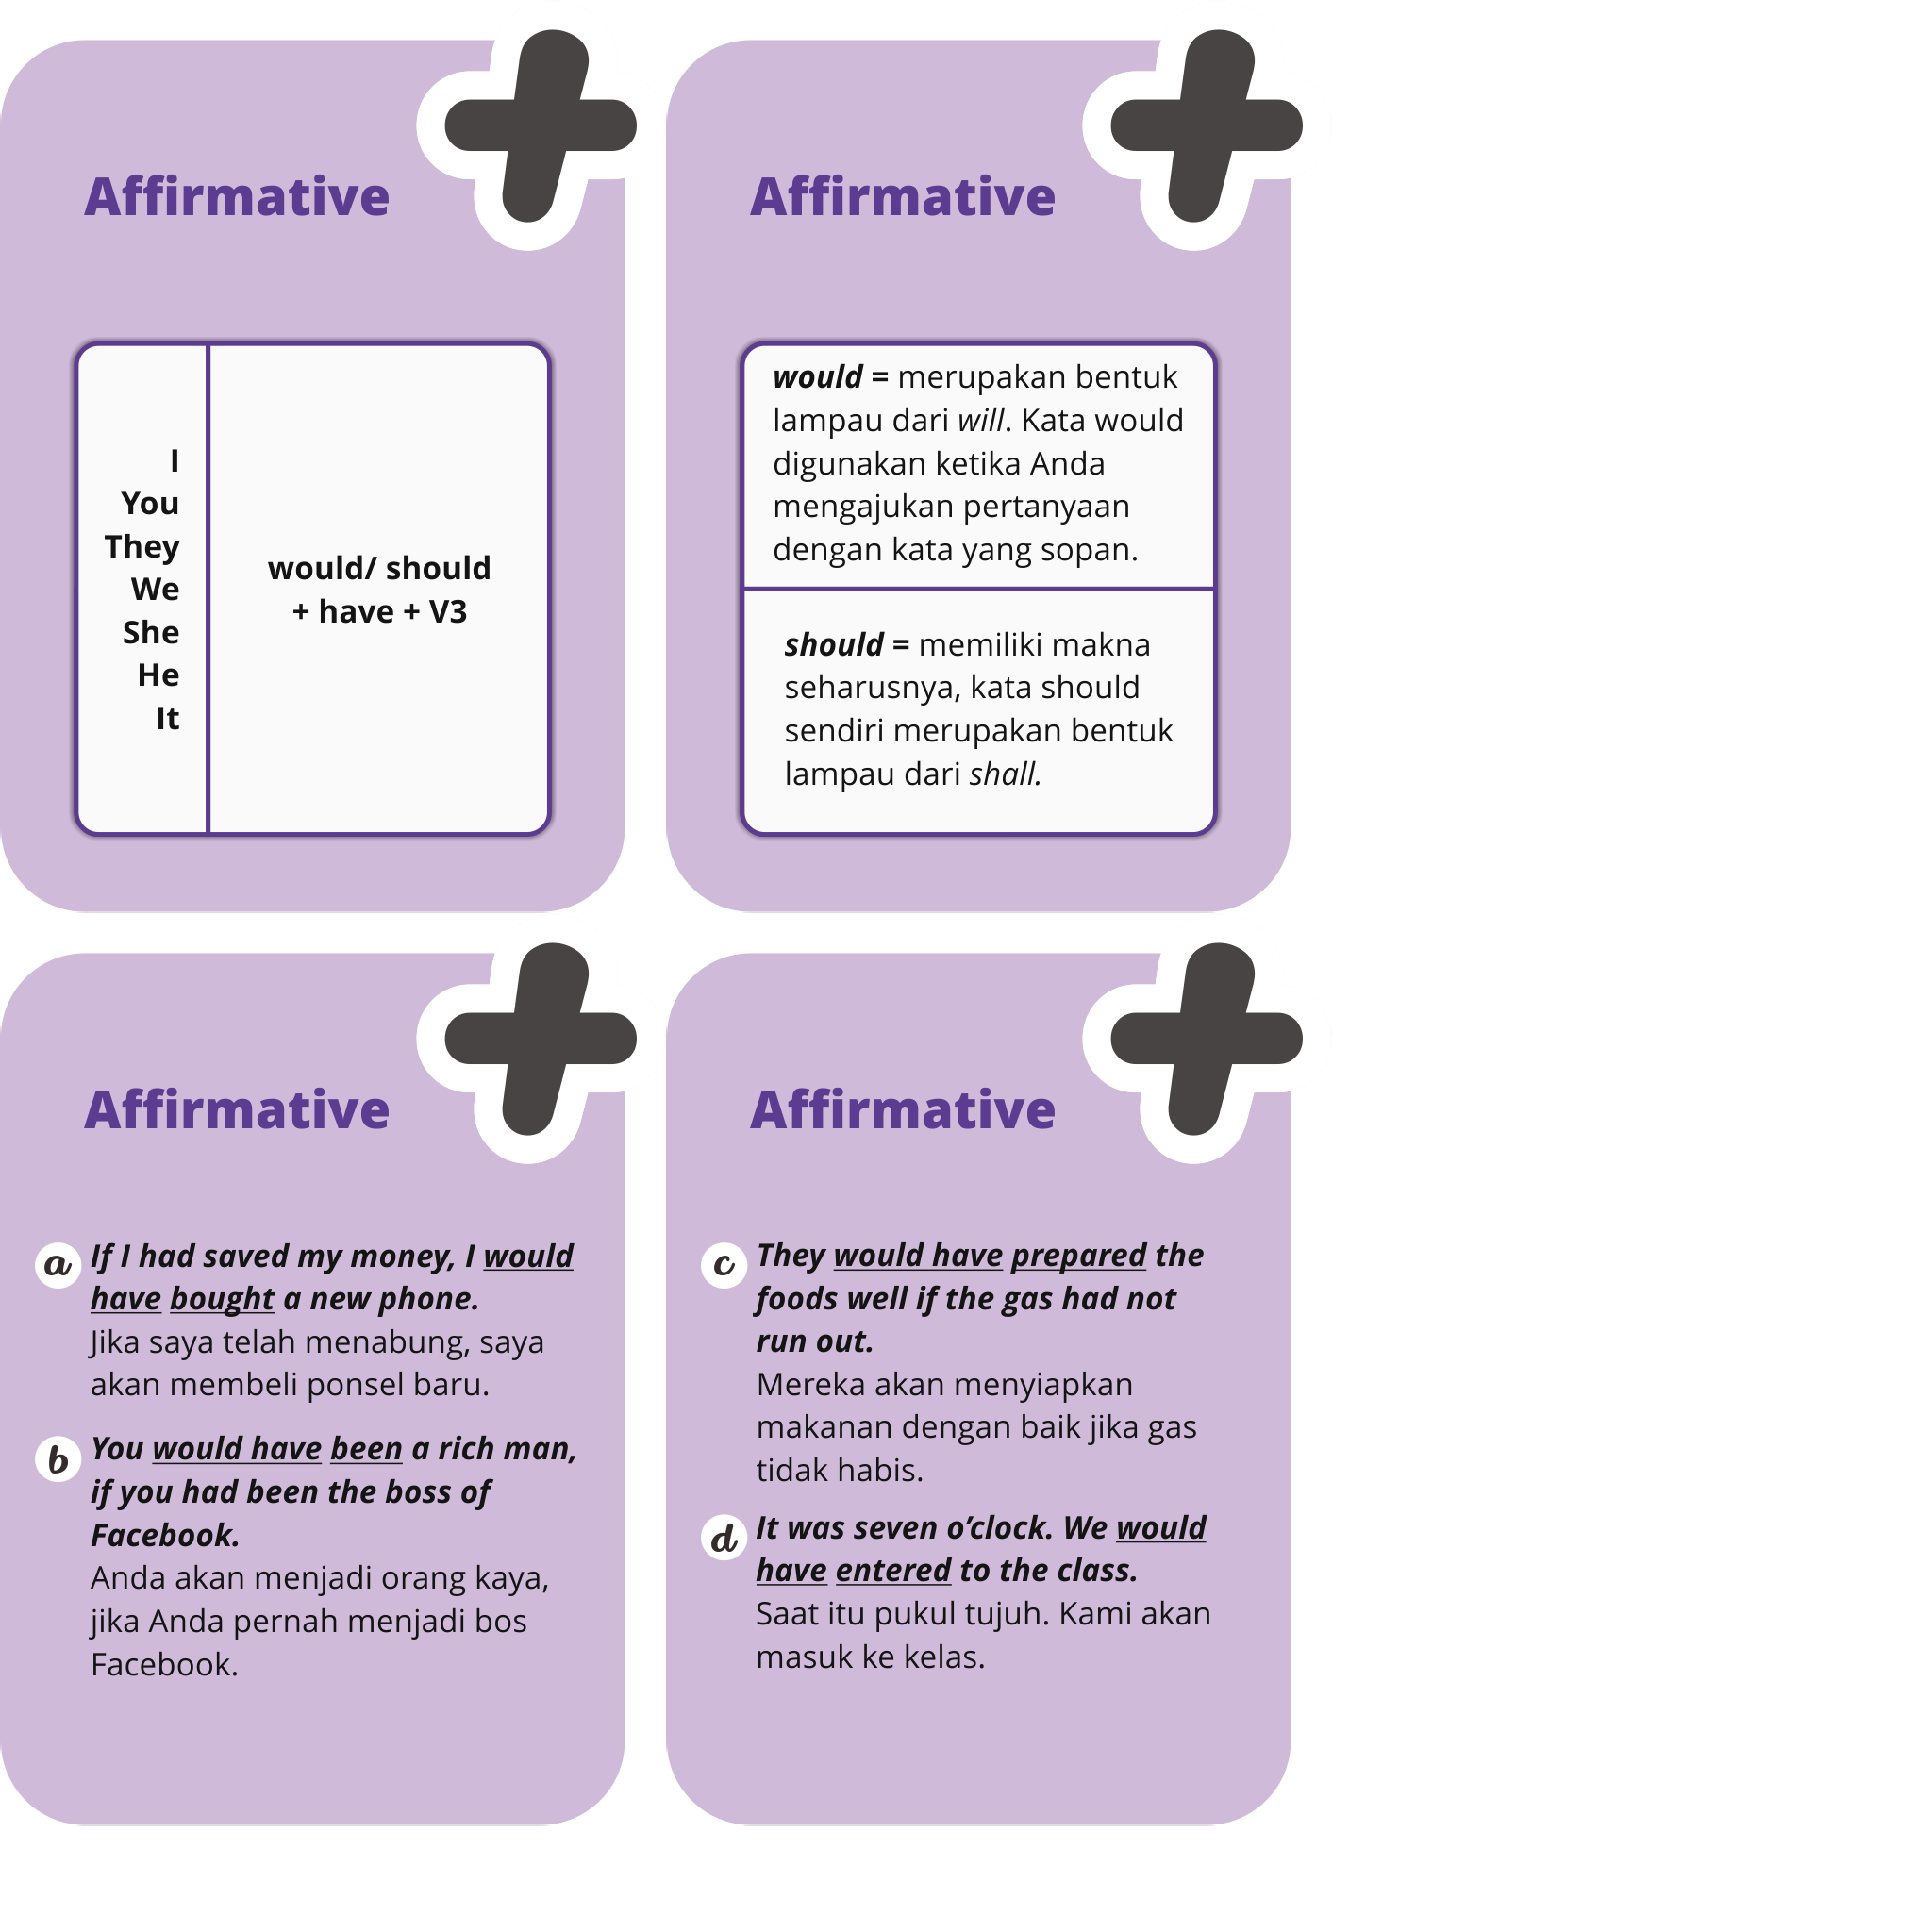 Affirmative
I
You
They
We
She
He
It
would/ should
+ have + V3
Affirmative
would = merupakan bentuk
lampau dari will. Kata would
digunakan ketika Anda
mengajukan pertanyaan
dengan kata yang sopan.
should = memiliki makna
seharusnya, kata should
sendiri merupakan bentuk
lampau dari shall.
Affirmative
a If I had saved my money, I would
have bought a new phone.
Jika saya telah menabung, saya
akan membeli ponsel baru.
b You would have been a rich man,
if you had been the boss of
Facebook.
Anda akan menjadi orang kaya,
jika Anda pernah menjadi bos
Facebook.
Affirmative
c They would have prepared the
foods well if the gas had not
run out.
Mereka akan menyiapkan
makanan dengan baik jika gas
tidak habis.
d It was seven o’clock. We would
have entered to the class.
Saat itu pukul tujuh. Kami akan
masuk ke kelas.